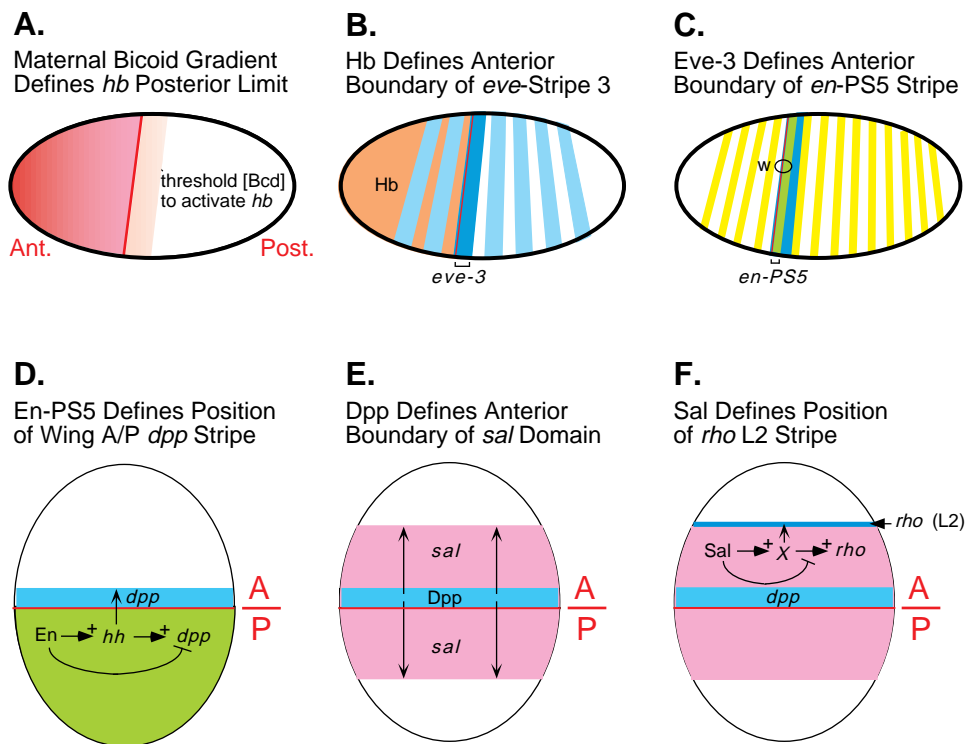 A.
Maternal Bicoid Gradient
Defines hb Posterior Limit
threshold [Bcd]
to activate hb
Ant.
Post.
B.
Hb Defines Anterior
Boundary of eve-Stripe 3
Hb
eve-3
C.
Eve-3 Defines Anterior
Boundary of en-PS5 Stripe
w
en-PS5
D.
En-PS5 Defines Position
of Wing A/P dpp Stripe
dpp
A
P
En + hh + dpp
E.
Dpp Defines Anterior
Boundary of sal Domain
sal
Dpp
sal
F.
Sal Defines Position
of rho L2 Stripe
rho (L2)
Sal + X + rho
dpp
A
P